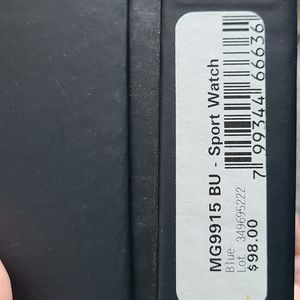 MG9915 BU - Sport Watch
Blue
Lot 349695222
$98.00
7 99344 66636